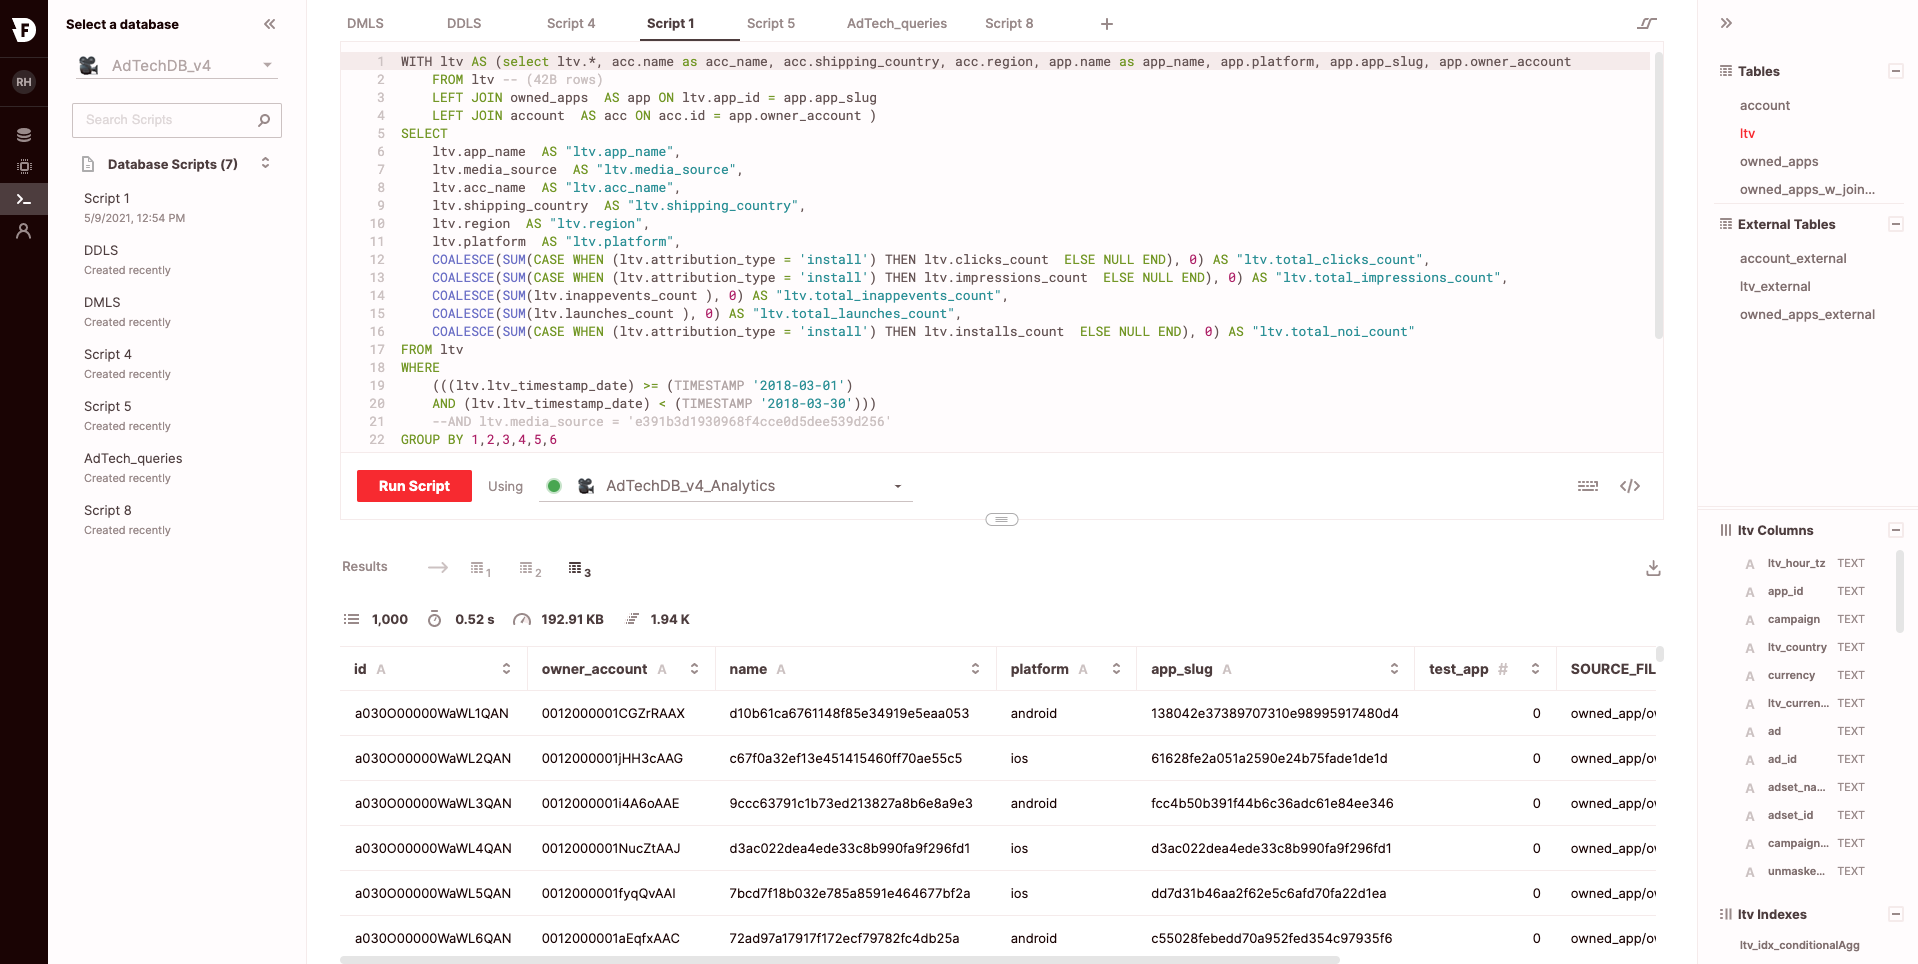 Select a database
RH
AdTechDB_v4
Search Scripts
Database Scripts (7)
Script 1
5/9/2021, 12:54 PM
DDLS
Created recently
DMLS
Created recently
Script 4
Created recently
Script 5
Created recently
AdTech_queries
Created recently
Script 8
Created recently
DMLS DDLS Script 4 Script 1 Script 5 AdTech_queries Script 8
1 WITH ltv AS (select ltv.*, acc.name as acc_name, acc.shipping_country, acc.region, app.name as app_name, app.platform, app.app_slug, app.owner_account
2 FROM ltv -- (42B rows)
3 LEFT JOIN owned_apps AS app ON ltv.app_id = app.app_slug
4 LEFT JOIN account AS acc ON acc.id = app.owner_account )
5 SELECT
6 ltv.app_name AS "ltv.app_name",
7 ltv.media_source AS "ltv.media_source",
8 ltv.acc_name AS "ltv.acc_name",
9 ltv.shipping_country AS "ltv.shipping_country",
10 ltv.region AS "ltv.region",
11 ltv.platform AS "ltv.platform",
12 COALESCE(SUM(CASE WHEN (ltv.attribution_type = 'install') THEN ltv.clicks_count ELSE NULL END), 0) AS "ltv.total_clicks_count",
13 COALESCE(SUM(CASE WHEN (ltv.attribution_type = 'install') THEN ltv.impressions_count ELSE NULL END), 0) AS "ltv.total_impressions_count",
14 COALESCE(SUM(ltv.inappevents_count ), 0) AS "ltv.total_inappevents_count",
15 COALESCE(SUM(ltv.launches_count ), 0) AS "ltv.total_launches_count",
16 COALESCE(SUM(CASE WHEN (ltv.attribution_type = 'install') THEN ltv.installs_count ELSE NULL END), 0) AS "ltv.total_noi_count"
17 FROM ltv
18 WHERE
19 (((ltv.ltv_timestamp_date) >= (TIMESTAMP '2018-03-01')
20 AND (ltv.ltv_timestamp_date) < (TIMESTAMP '2018-03-30')))
21 --AND ltv.media_source = 'e391b3d1930968f4cce0d5dee539d256'
22 GROUP BY 1,2,3,4,5,6
Run Script Using AdTechDB_v4_Analytics </>
Results 1 2 3
1,000 0.52 s 192.91 KB 1.94 K
id A owner_account A name A platform A app_slug A test_app # SOURCE_FIL
a030O00000WaWL1QAN 0012000001CGZrRAAX d10b61ca6761148f85e34919e5eaa053 android 138042e37389707310e98995917480d4 0 owned_app/ov
a030O00000WaWL2QAN 0012000001jHH3cAAG c67f0a32ef13e451415460ff70ae55c5 ios 61628fe2a051a2590e24b75fade1de1d 0 owned_app/ov
a030O00000WaWL3QAN 0012000001i4A6oAAE 9ccc63791c1b73ed213827a8b6e8a9e3 android fcc4b50b391f44b6c36adc61e84ee346 0 owned_app/ov
a030O00000WaWL4QAN 0012000001NucZtAAJ d3ac022dea4ede33c8b990fa9f296fd1 ios d3ac022dea4ede33c8b990fa9f296fd1 0 owned_app/ov
a030O00000WaWL5QAN 0012000001fyqQvAAI 7bcd7f18b032e785a8591e464677bf2a ios dd7d31b46aa2f62e5c6afd70fa22d1ea 0 owned_app/ov
a030O00000WaWL6QAN 0012000001aEqfxAAC 72ad97a17917f172ecf79782fc4db25a android c55028febedd70a952fed354c97935f6 0 owned_app/ov
Tables
account
ltv
owned_apps
owned_apps_w_join...
External Tables
account_external
ltv_external
owned_apps_external
ltv Columns
A ltv_hour_tz TEXT
A app_id TEXT
A campaign TEXT
A ltv_country TEXT
A currency TEXT
A ltv_curren... TEXT
A ad TEXT
A ad_id TEXT
A adset_na... TEXT
A adset_id TEXT
A campaign... TEXT
A unmaske... TEXT
ltv Indexes
ltv_idx_conditionalAgg